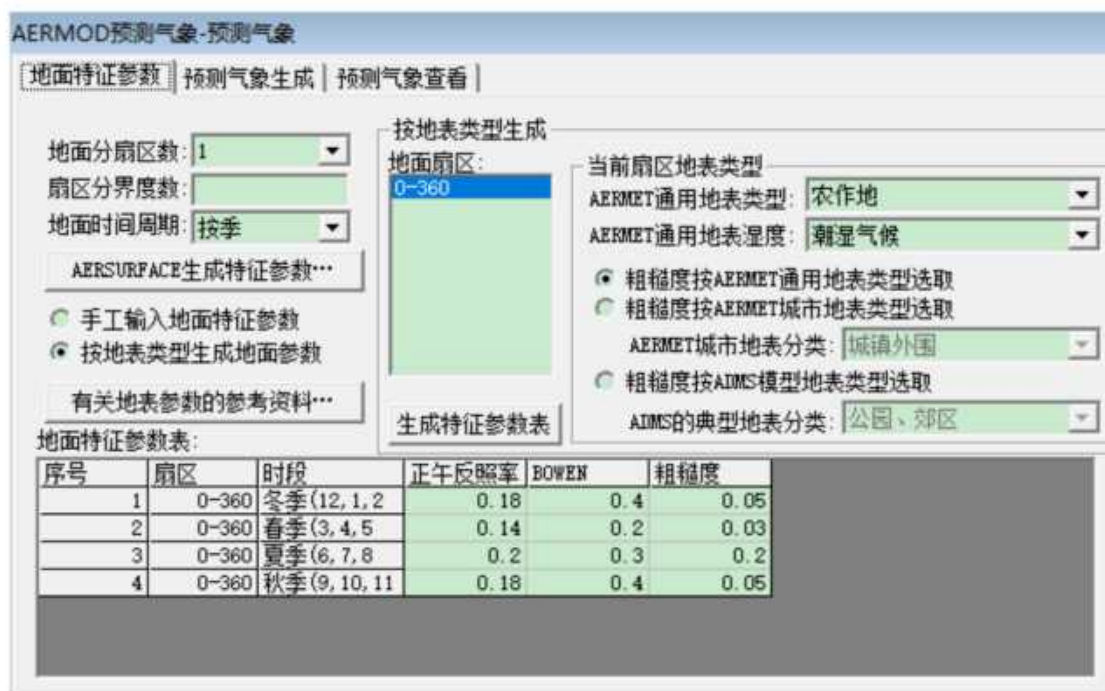 AERMOD预测气象-预测气象
地面特征参数 预测气象生成 预测气象查看
地面分扇区数: 1
扇区分界度数:
地面时间周期: 按季
AERSURFACE生成特征参数…
手工输入地面特征参数
按地表类型生成地面参数
有关地表参数的参考资料…
按地表类型生成
地面扇区:
0-360
生成特征参数表
当前扇区地表类型
AERMET通用地表类型: 农作地
AERMET通用地表湿度: 潮湿气候
粗糙度按AERMET通用地表类型选取
粗糙度按AERMET城市地表类型选取
AERMET城市地表分类: 城镇外围
粗糙度按ADMS模型地表类型选取
ADMS的典型地表分类: 公园、郊区
地面特征参数表:
序号 扇区 时段 正午反照率 BOWEN 粗糙度
1 0-360 冬季(12,1,2 0.18 0.4 0.05
2 0-360 春季(3,4,5 0.14 0.2 0.03
3 0-360 夏季(6,7,8 0.2 0.3 0.2
4 0-360 秋季(9,10,11 0.18 0.4 0.05